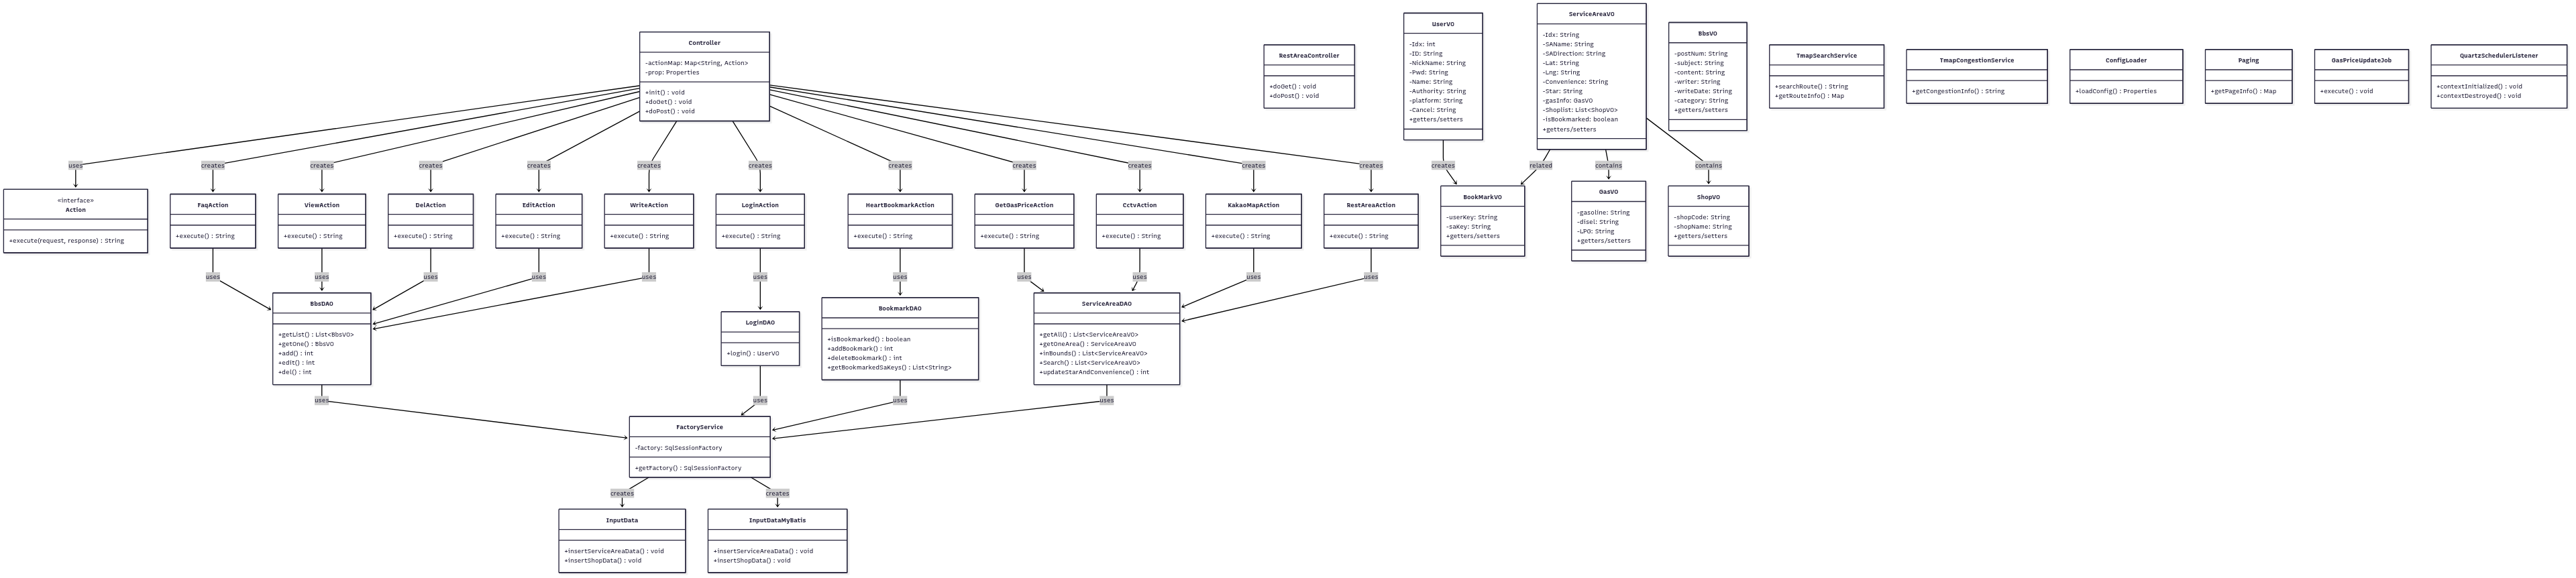 Controller
-actionMap: Map<String, Action>
-prop: Properties
+init() : void
+doGet() : void
+doPost() : void
RestAreaController
+doGet() : void
+doPost() : void
UserVO
-Idx: int
-ID: String
-NickName: String
-Pwd: String
-Name: String
-Authority: String
-platform: String
-Cancel: String
+getters/setters
ServiceAreaVO
-Idx: String
-SAName: String
-SADirection: String
-Lat: String
-Lng: String
-Convenience: String
-Star: String
-gasInfo: GasVO
-Shoplist: List<ShopVO>
-isBookmarked: boolean
+getters/setters
BbsVO
-postNum: String
-subject: String
-content: String
-writer: String
-writeDate: String
-category: String
+getters/setters
TmapSearchService
+searchRoute() : String
+getRouteInfo() : Map
TmapCongestionService
+getCongestionInfo() : String
ConfigLoader
+loadConfig() : Properties
Paging
+getPageInfo() : Map
GasPriceUpdateJob
+execute() : void
QuartzSchedulerListener
+contextInitialized() : void
+contextDestroyed() : void
uses
creates
creates
creates
creates
creates
creates
creates
creates
creates
creates
creates
creates
related
contains
contains
«interface»
Action
+execute(request, response) : String
FaqAction
+execute() : String
ViewAction
+execute() : String
DelAction
+execute() : String
EditAction
+execute() : String
WriteAction
+execute() : String
LoginAction
+execute() : String
HeartBookmarkAction
+execute() : String
GetGasPriceAction
+execute() : String
CctvAction
+execute() : String
KakaoMapAction
+execute() : String
RestAreaAction
+execute() : String
BookMarkVO
-userKey: String
-saKey: String
+getters/setters
GasVO
-gasoline: String
-disel: String
-LPG: String
+getters/setters
ShopVO
-shopCode: String
-shopName: String
+getters/setters
uses
uses
uses
uses
uses
uses
uses
uses
uses
uses
uses
BbsDAO
+getList() : List<BbsVO>
+getOne() : BbsVO
+add() : int
+edit() : int
+del() : int
LoginDAO
+login() : UserVO
BookmarkDAO
+isBookmarked() : boolean
+addBookmark() : int
+deleteBookmark() : int
+getBookmarkedSaKeys() : List<String>
ServiceAreaDAO
+getAll() : List<ServiceAreaVO>
+getOneArea() : ServiceAreaVO
+inBounds() : List<ServiceAreaVO>
+Search() : List<ServiceAreaVO>
+updateStarAndConvenience() : int
uses
uses
uses
uses
FactoryService
-factory: SqlSessionFactory
+getFactory() : SqlSessionFactory
creates
creates
InputData
+insertServiceAreaData() : void
+insertShopData() : void
InputDataMyBatis
+insertServiceAreaData() : void
+insertShopData() : void